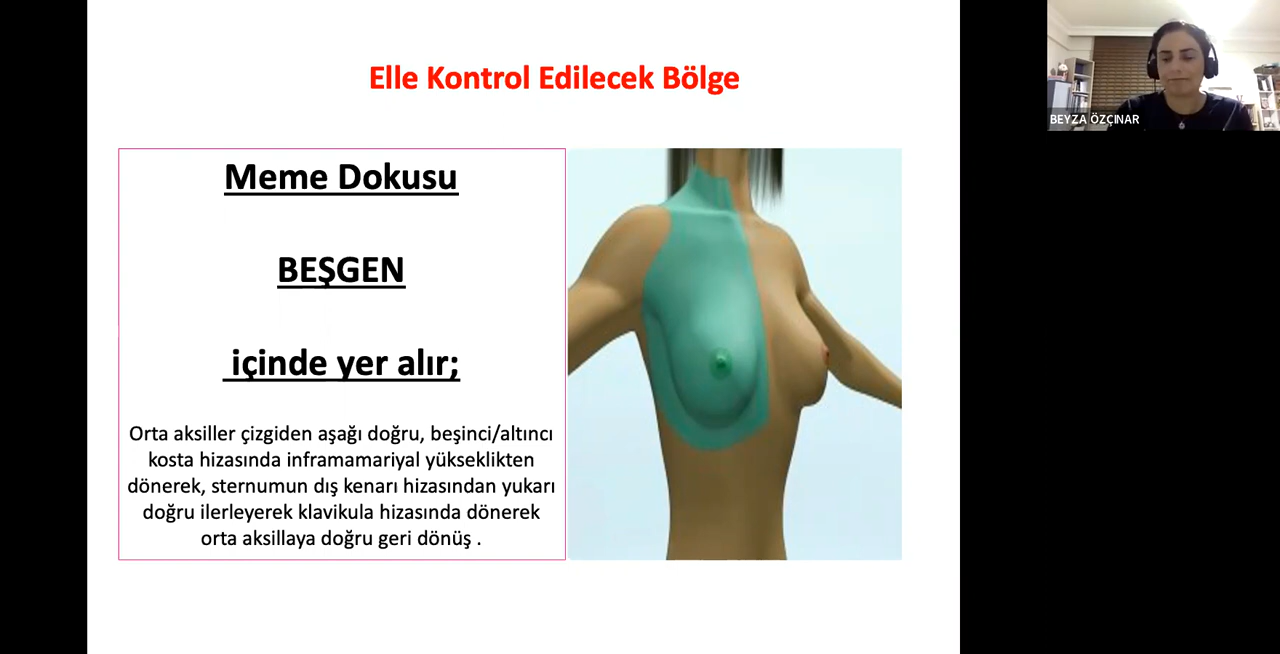 Elle Kontrol Edilecek Bölge
BEYZA ÖZÇINAR
Meme Dokusu
BEŞGEN
içinde yer alır;
Orta aksiller çizgiden aşağı doğru, beşinci/altıncı
kosta hizasında inframamariyal yükseklikten
dönerek, sternumun dış kenarı hizasından yukarı
doğru ilerleyerek klavikula hizasında dönerek
orta aksillaya doğru geri dönüş .